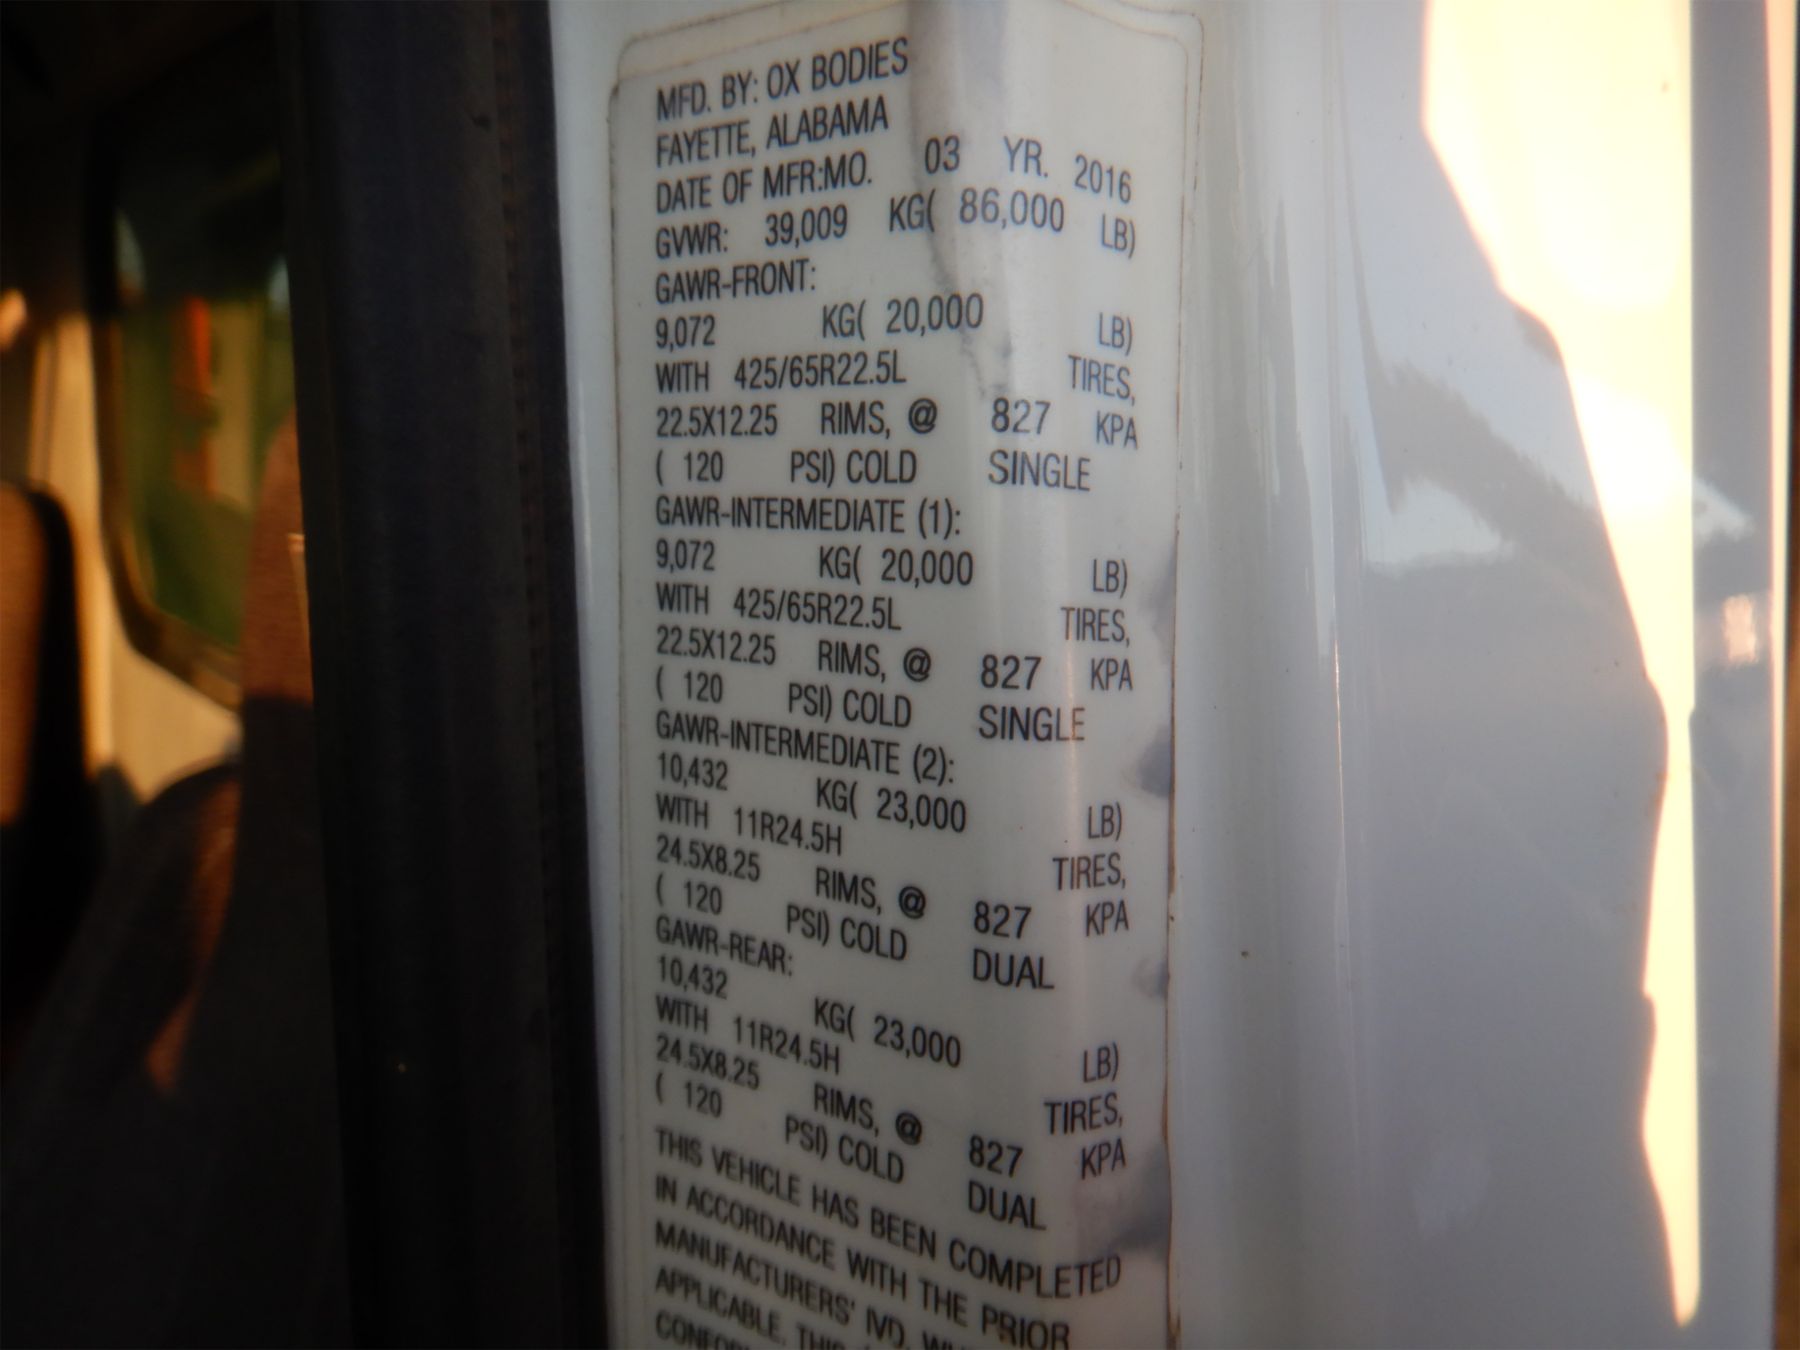 MFD. BY: OX BODIES
FAYETTE, ALABAMA
DATE OF MFR:MO. 03 YR. 2016
GVWR: 39,009 KG( 86,000 LB)
GAWR-FRONT:
9,072 KG( 20,000 LB)
WITH 425/65R22.5L TIRES,
22.5X12.25 RIMS, @ 827 KPA
( 120 PSI) COLD SINGLE
GAWR-INTERMEDIATE (1):
9,072 KG( 20,000 LB)
WITH 425/65R22.5L TIRES,
22.5X12.25 RIMS, @ 827 KPA
( 120 PSI) COLD SINGLE
GAWR-INTERMEDIATE (2):
10,432 KG( 23,000 LB)
WITH 11R24.5H TIRES,
24.5X8.25 RIMS, @ 827 KPA
( 120 PSI) COLD DUAL
GAWR-REAR:
10,432 KG( 23,000 LB)
WITH 11R24.5H TIRES,
24.5X8.25 RIMS, @ 827 KPA
( 120 PSI) COLD DUAL
THIS VEHICLE HAS BEEN COMPLETED
IN ACCORDANCE WITH THE PRIOR
MANUFACTURERS' IVD,
APPLICABLE. THIS